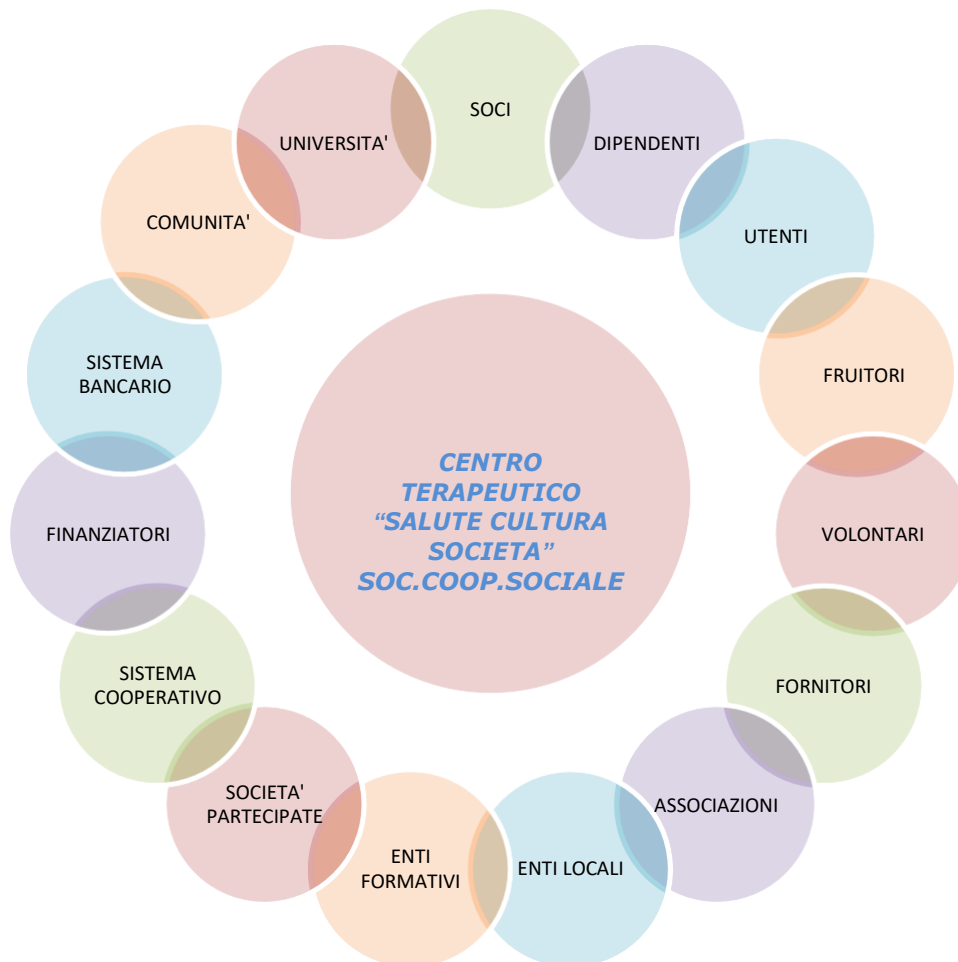 SOCI
DIPENDENTI
UTENTI
FRUITORI
VOLONTARI
FORNITORI
ASSOCIAZIONI
ENTI LOCALI
ENTI
FORMATIVI
SOCIETA'
PARTECIPATE
SISTEMA
COOPERATIVO
FINANZIATORI
SISTEMA
BANCARIO
COMUNITA'
UNIVERSITA'
CENTRO
TERAPEUTICO
“SALUTE CULTURA
SOCIETA”
SOC.COOP.SOCIALE